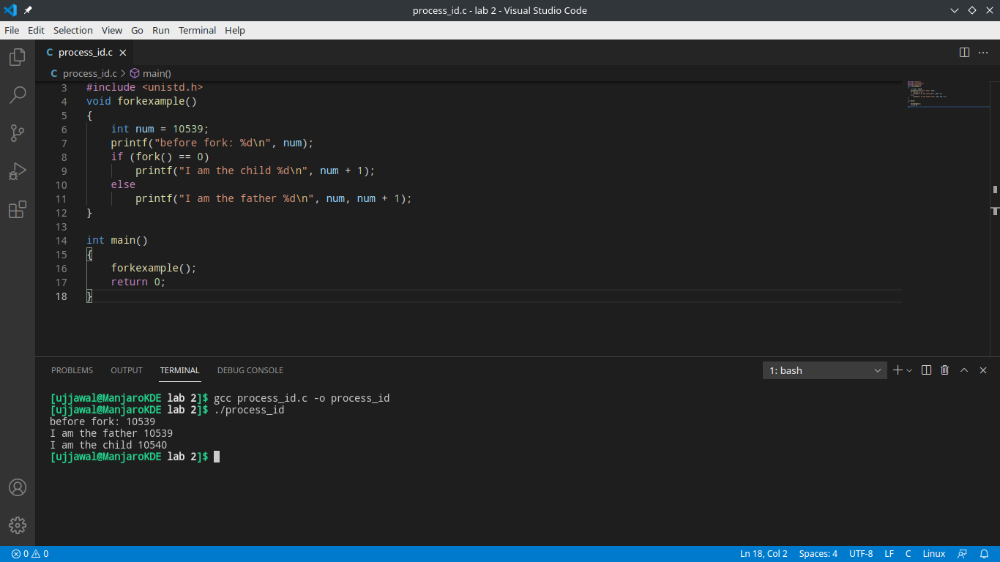 process_id.c - lab 2 - Visual Studio Code
File Edit Selection View Go Run Terminal Help
C process_id.c
C process_id.c > main()
3 #include <unistd.h>
4 void forkexample()
5 {
6 int num = 10539;
7 printf("before fork: %d\n", num);
8 if (fork() == 0)
9 printf("I am the child %d\n", num + 1);
10 else
11 printf("I am the father %d\n", num, num + 1);
12 }
13
14 int main()
15 {
16 forkexample();
17 return 0;
18 }
PROBLEMS OUTPUT TERMINAL DEBUG CONSOLE 1: bash
[ujjawal@ManjaroKDE lab 2]$ gcc process_id.c -o process_id
[ujjawal@ManjaroKDE lab 2]$ ./process_id
before fork: 10539
I am the father 10539
I am the child 10540
[ujjawal@ManjaroKDE lab 2]$
0 0 Ln 18, Col 2 Spaces: 4 UTF-8 LF C Linux